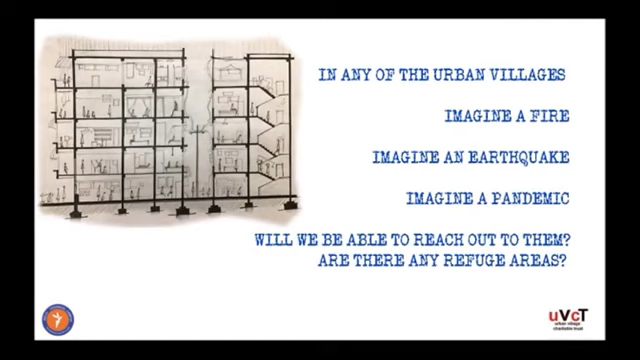 IN ANY OF THE URBAN VILLAGES
IMAGINE A FIRE
IMAGINE AN EARTHQUAKE
IMAGINE A PANDEMIC
WILL WE BE ABLE TO REACH OUT TO THEM?
ARE THERE ANY REFUGE AREAS?
uVcT
urban village
charitable trust